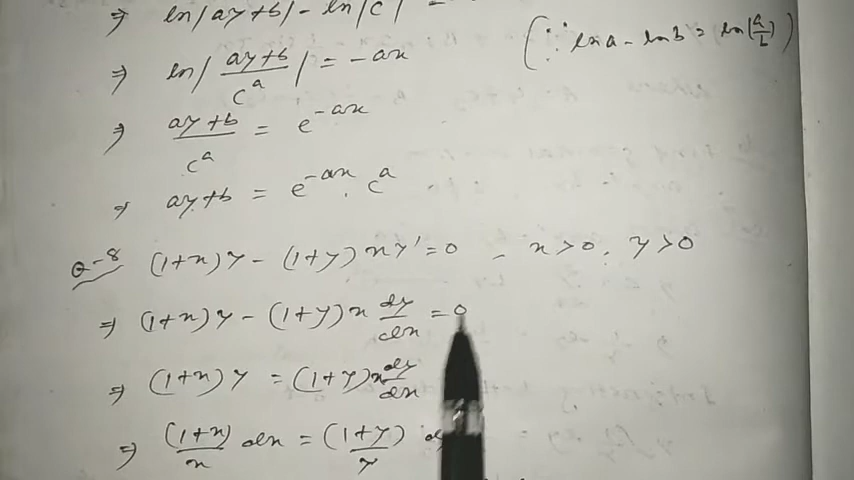 ⇒ ln|ay+b| - ln|c| =
(∵ ln a - ln b = ln(a/b))
⇒ ln|(ay+b)/c^a| = -ax
⇒ (ay+b)/c^a = e^-ax
⇒ ay+b = e^-ax . c^a
Q-8 (1+x)y - (1+y)xy' = 0 , x>0, y>0
⇒ (1+x)y - (1+y)x dy/dx = 0
⇒ (1+x)y = (1+y)x dy/dx
⇒ (1+x)/x dx = (1+y)/y